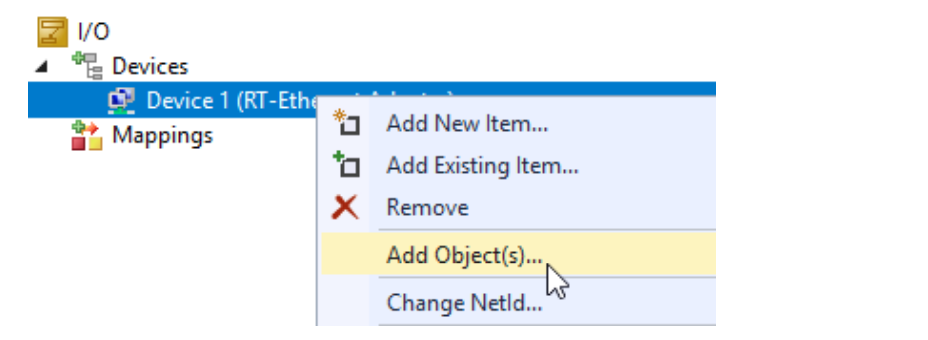 I/O
Devices
Device 1 (RT-Ethe
Mappings
Add New Item...
Add Existing Item...
Remove
Add Object(s)...
Change NetId...